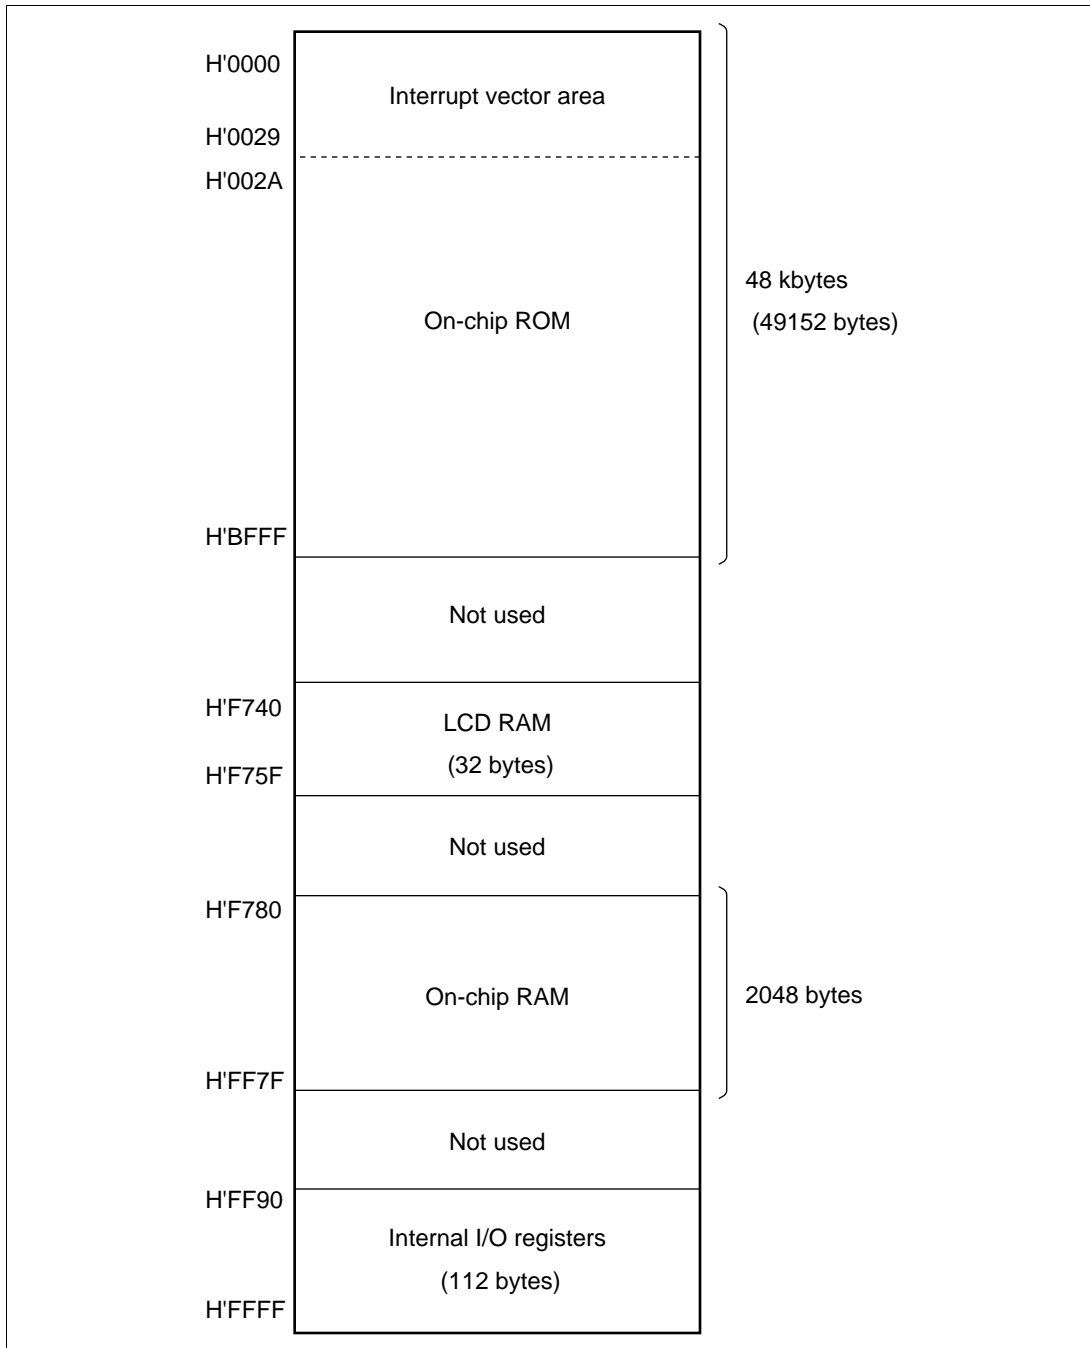 H'0000
Interrupt vector area
H'0029
H'002A
48 kbytes
(49152 bytes)
On-chip ROM
H'BFFF
Not used
H'F740
LCD RAM
(32 bytes)
H'F75F
Not used
H'F780
On-chip RAM
2048 bytes
H'FF7F
Not used
H'FF90
Internal I/O registers
(112 bytes)
H'FFFF